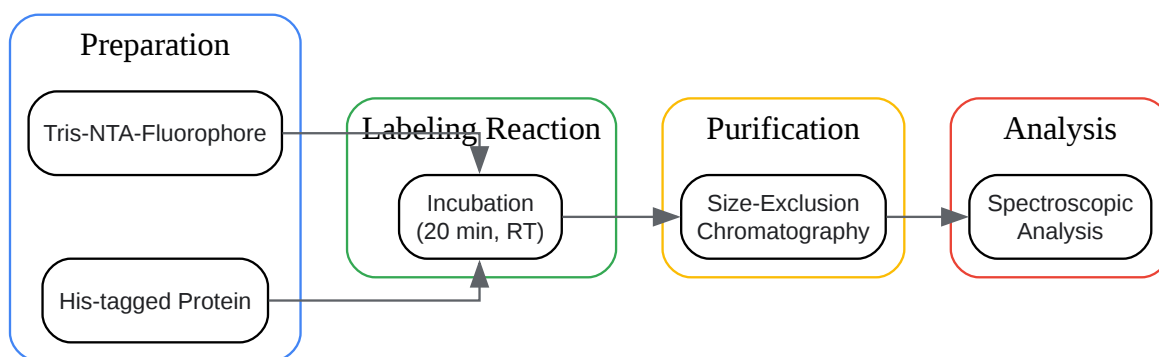 Preparation
Tris-NTA-Fluorophore
His-tagged Protein
Labeling Reaction
Incubation
(20 min, RT)
Purification
Size-Exclusion
Chromatography
Analysis
Spectroscopic
Analysis